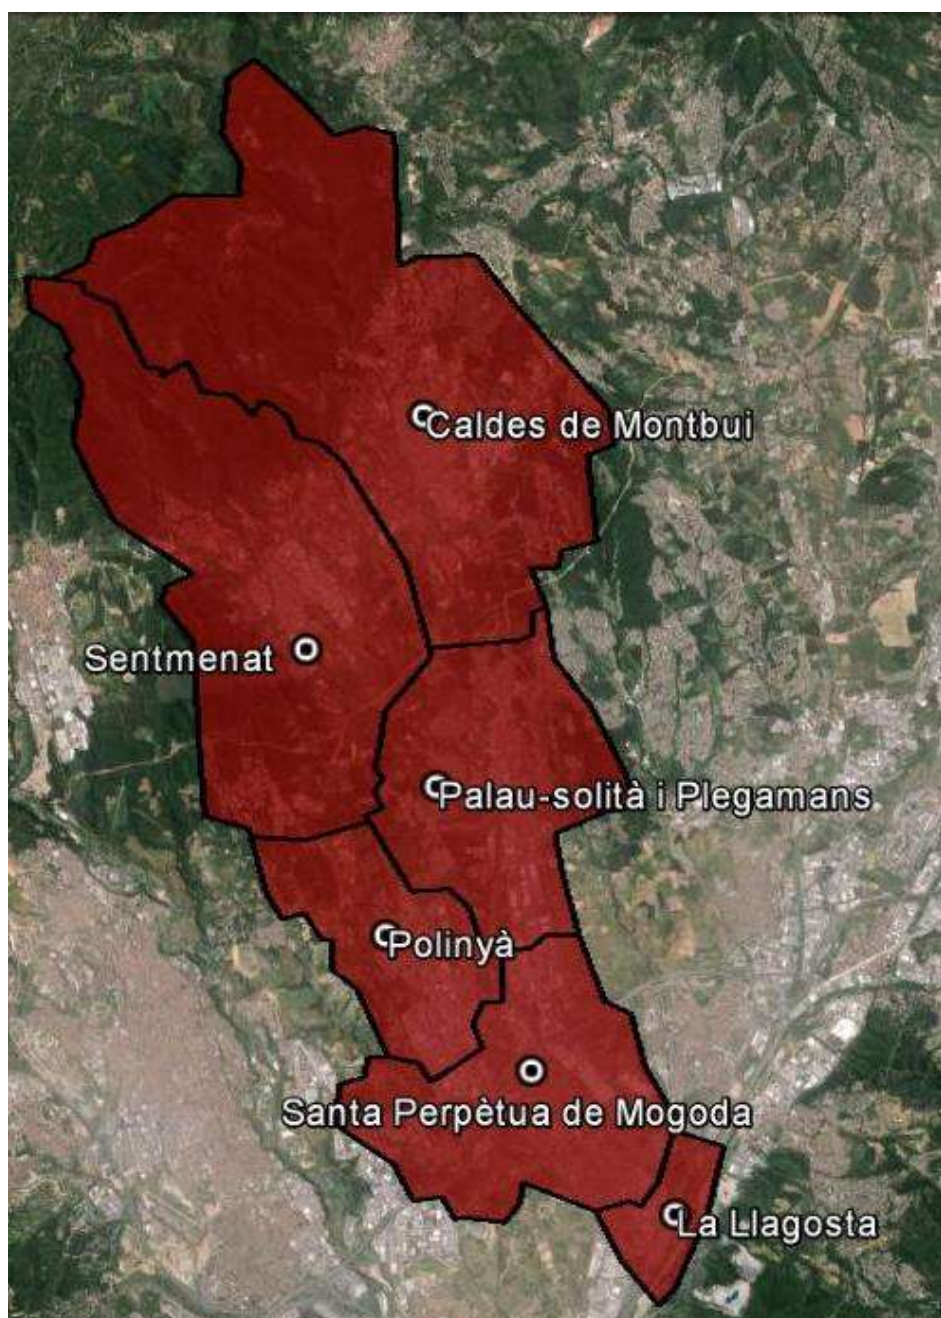 Caldes de Montbui
Sentmenat
Palau-solità i Plegamans
Polinyà
Santa Perpètua de Mogoda
La Llagosta